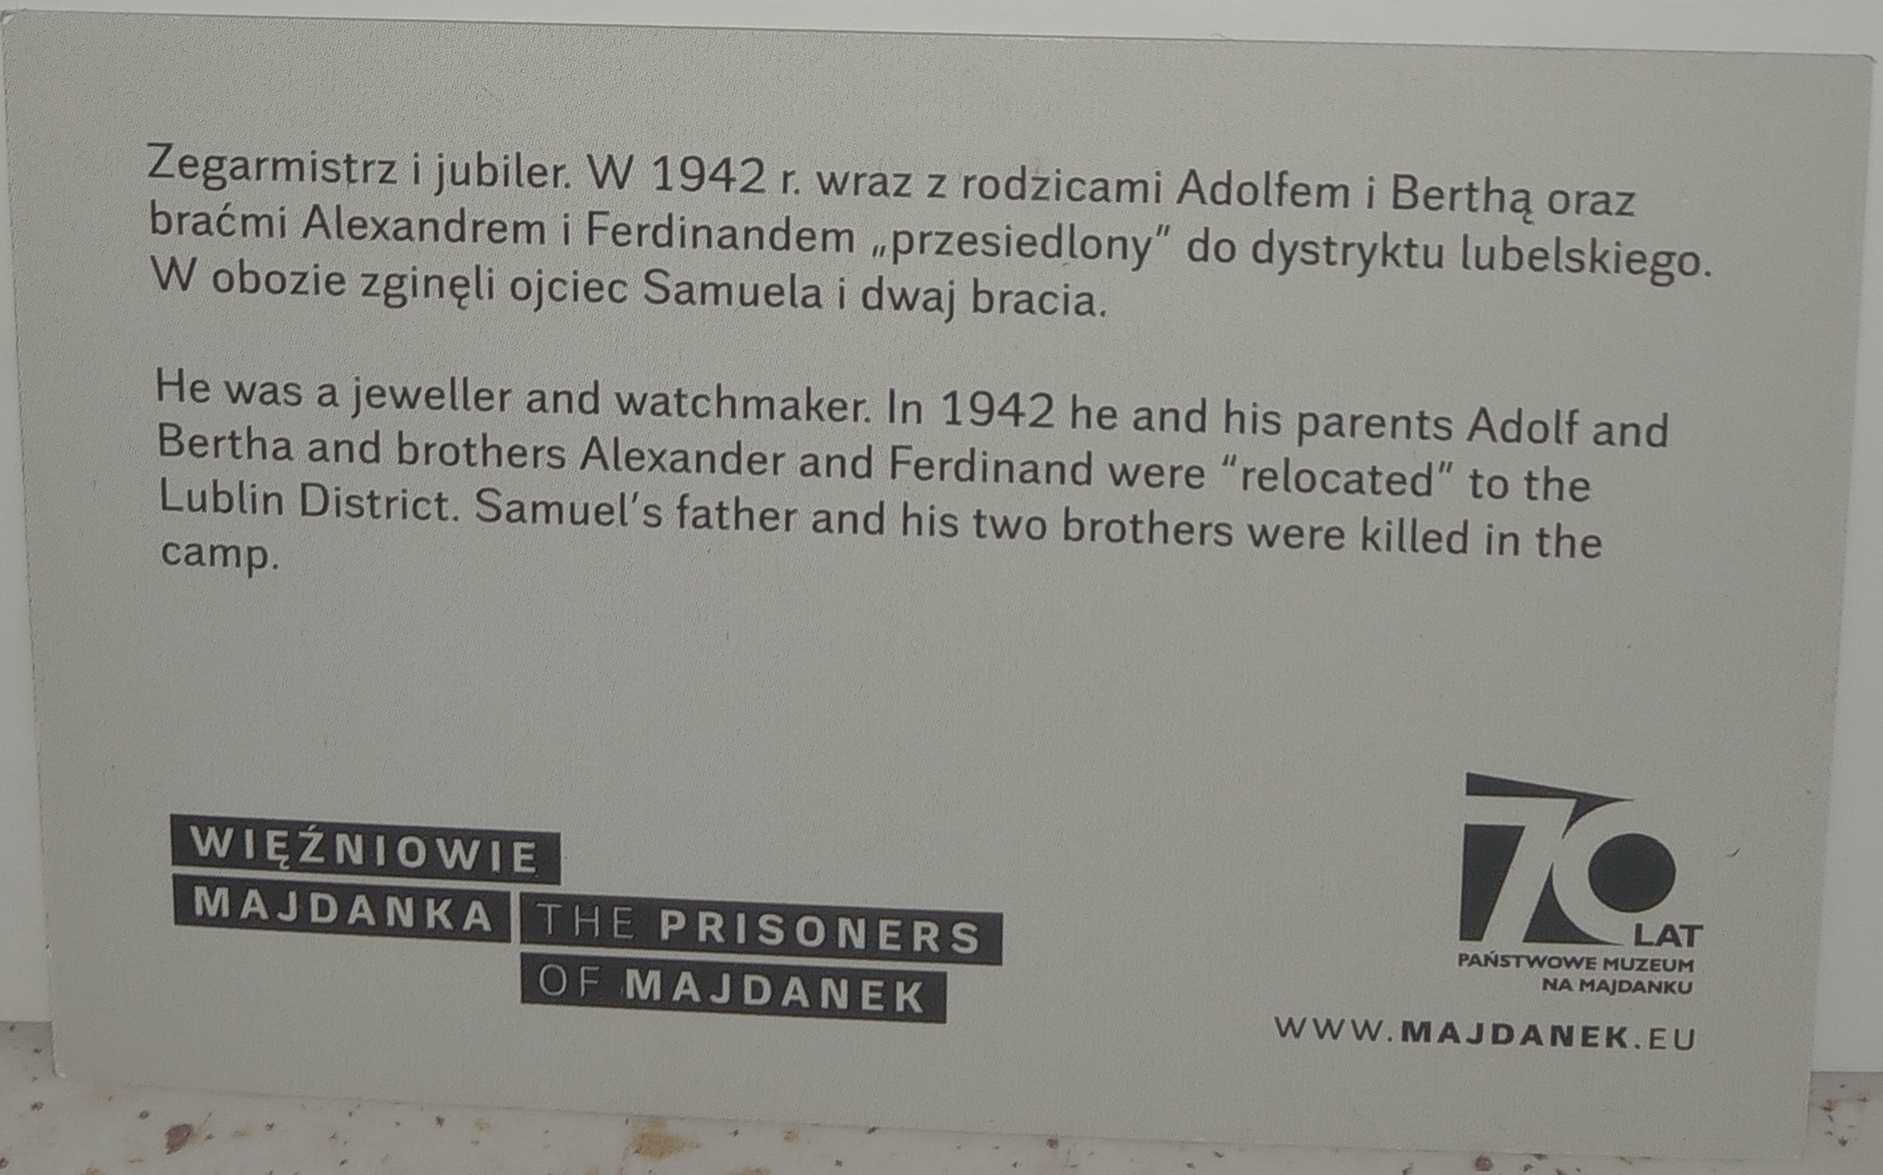 Zegarmistrz i jubiler. W 1942 r. wraz z rodzicami Adolfem i Berthą oraz
braćmi Alexandrem i Ferdinandem „przesiedlony” do dystryktu lubelskiego.
W obozie zginęli ojciec Samuela i dwaj bracia.
He was a jeweller and watchmaker. In 1942 he and his parents Adolf and
Bertha and brothers Alexander and Ferdinand were “relocated” to the
Lublin District. Samuel’s father and his two brothers were killed in the
camp.
WIĘŹNIOWIE
MAJDANKA
THE PRISONERS
OF MAJDANEK
70
LAT
PAŃSTWOWE MUZEUM
NA MAJDANKU
WWW.MAJDANEK.EU